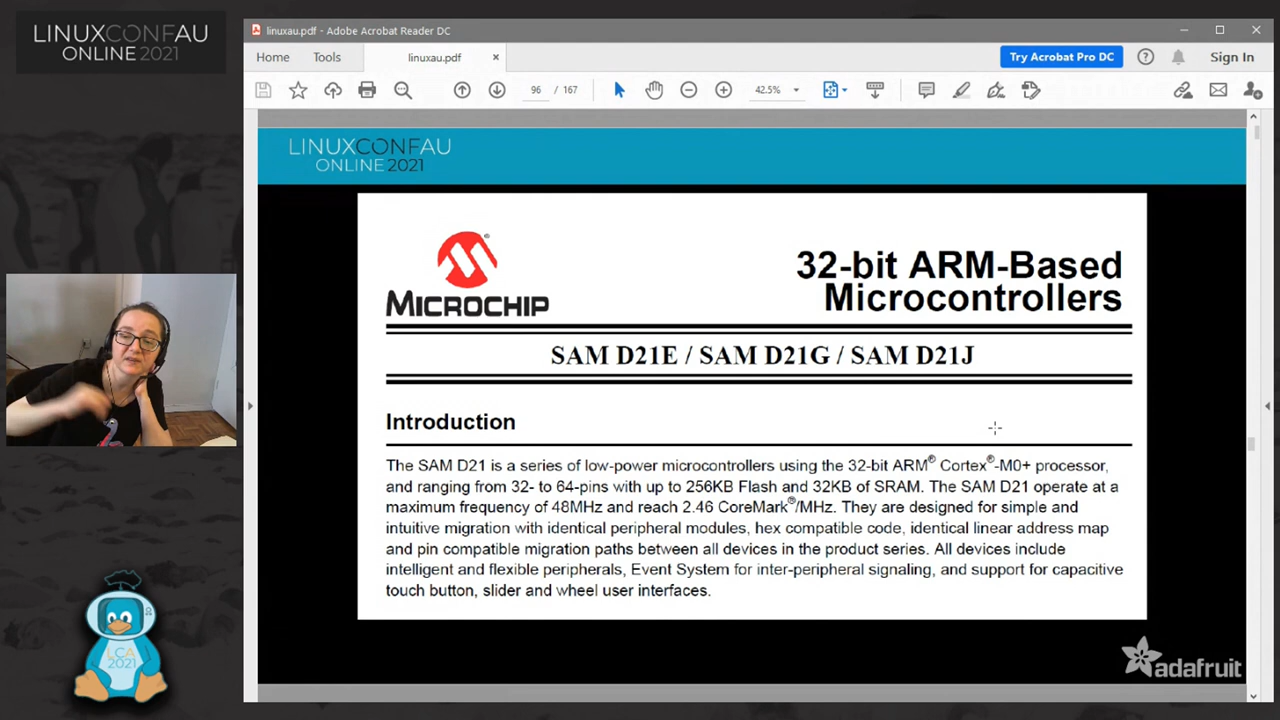 LINUXCONFAU
ONLINE 2021
linuxau.pdf - Adobe Acrobat Reader DC
Home Tools linuxau.pdf × Try Acrobat Pro DC Sign In
96 / 167 42.5%
LINUXCONFAU
ONLINE 2021
MICROCHIP
32-bit ARM-Based
Microcontrollers
SAM D21E / SAM D21G / SAM D21J
Introduction
The SAM D21 is a series of low-power microcontrollers using the 32-bit ARM® Cortex®-M0+ processor,
and ranging from 32- to 64-pins with up to 256KB Flash and 32KB of SRAM. The SAM D21 operate at a
maximum frequency of 48MHz and reach 2.46 CoreMark®/MHz. They are designed for simple and
intuitive migration with identical peripheral modules, hex compatible code, identical linear address map
and pin compatible migration paths between all devices in the product series. All devices include
intelligent and flexible peripherals, Event System for inter-peripheral signaling, and support for capacitive
touch button, slider and wheel user interfaces.
adafruit
LCA
2021